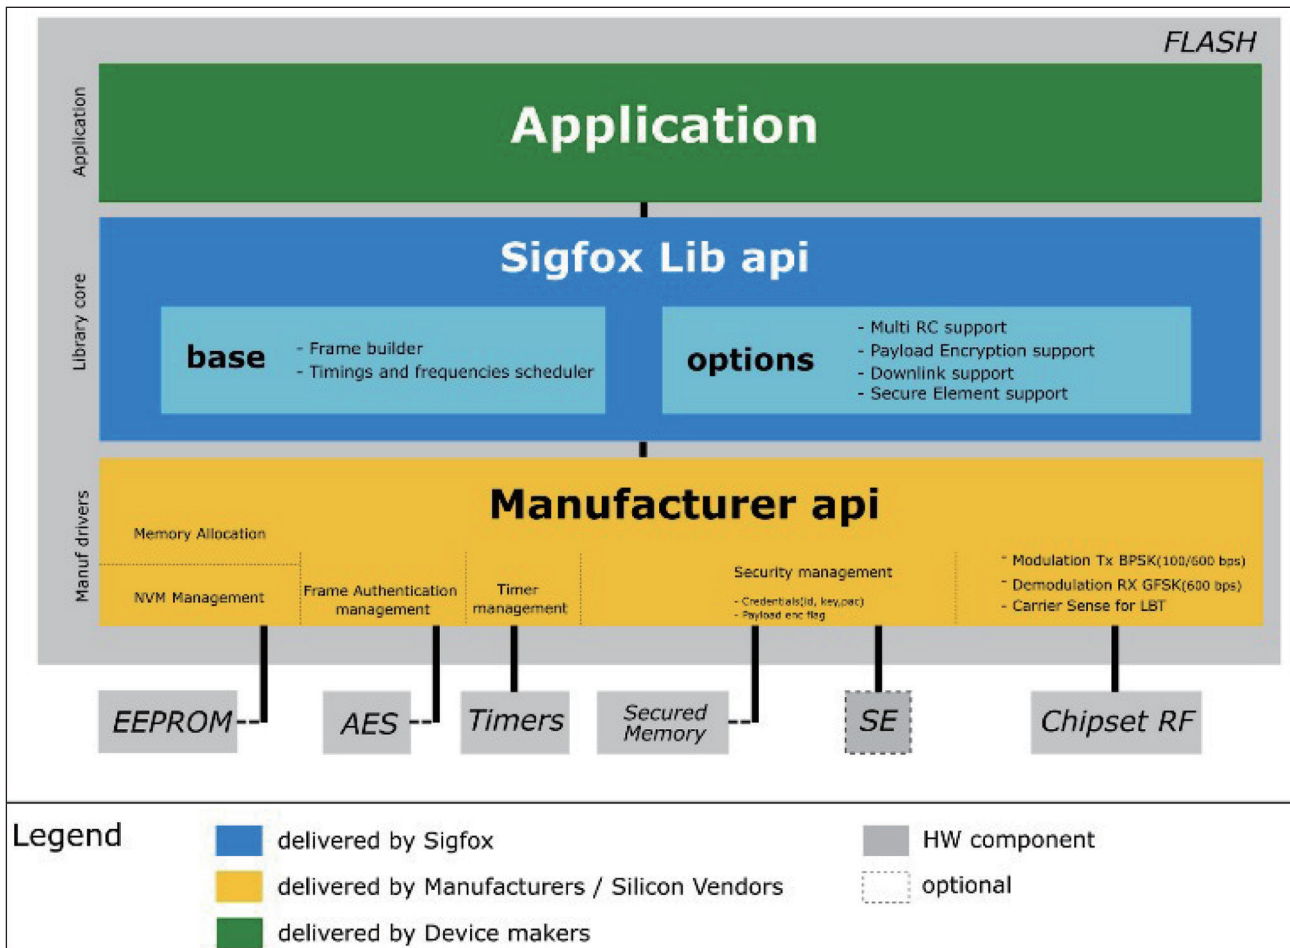 FLASH
Application
Application
Library core
Sigfox Lib api
base
- Frame builder
- Timings and frequencies scheduler
options
- Multi RC support
- Payload Encryption support
- Downlink support
- Secure Element support
Manuf drivers
Manufacturer api
Memory Allocation
NVM Management
Frame Authentication
management
Timer
management
Security management
- Credentials(id, key,pac)
- Payload enc flag
- Modulation Tx BPSK(100/600 bps)
- Demodulation RX GFSK(600 bps)
- Carrier Sense for LBT
EEPROM
AES
Timers
Secured
Memory
SE
Chipset RF
Legend
delivered by Sigfox
delivered by Manufacturers / Silicon Vendors
delivered by Device makers
HW component
optional